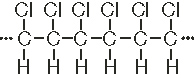 Cl Cl Cl Cl Cl Cl
···–C–C–C–C–C–C–···
H H H H H H